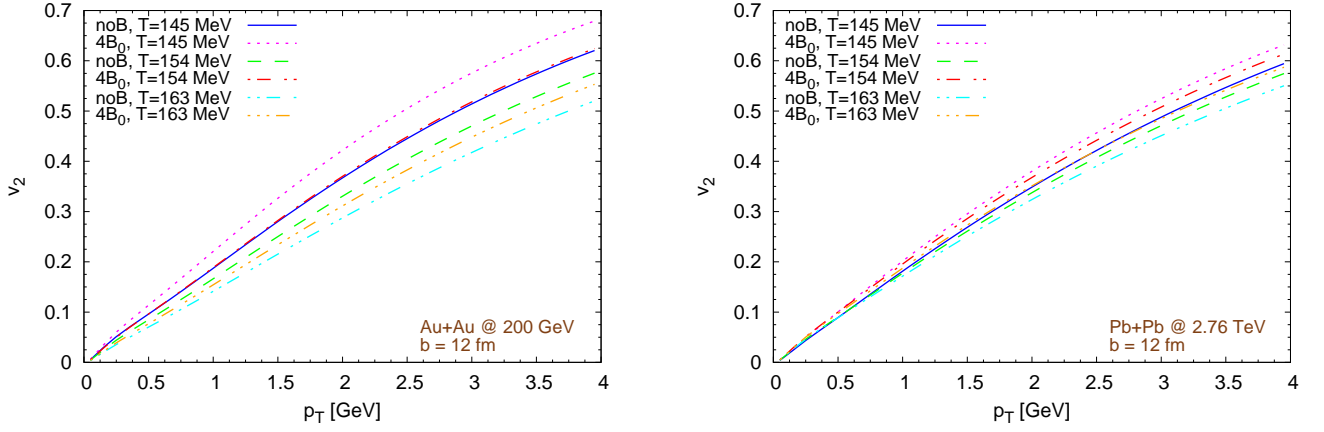 0.7
0.6
0.5
0.4
0.3
0.2
0.1
0
v2
noB, T=145 MeV
4B0, T=145 MeV
noB, T=154 MeV
4B0, T=154 MeV
noB, T=163 MeV
4B0, T=163 MeV
Au+Au @ 200 GeV
b = 12 fm
0 0.5 1 1.5 2 2.5 3 3.5 4
pT [GeV]
0.7
0.6
0.5
0.4
0.3
0.2
0.1
0
v2
noB, T=145 MeV
4B0, T=145 MeV
noB, T=154 MeV
4B0, T=154 MeV
noB, T=163 MeV
4B0, T=163 MeV
Pb+Pb @ 2.76 TeV
b = 12 fm
0 0.5 1 1.5 2 2.5 3 3.5 4
pT [GeV]